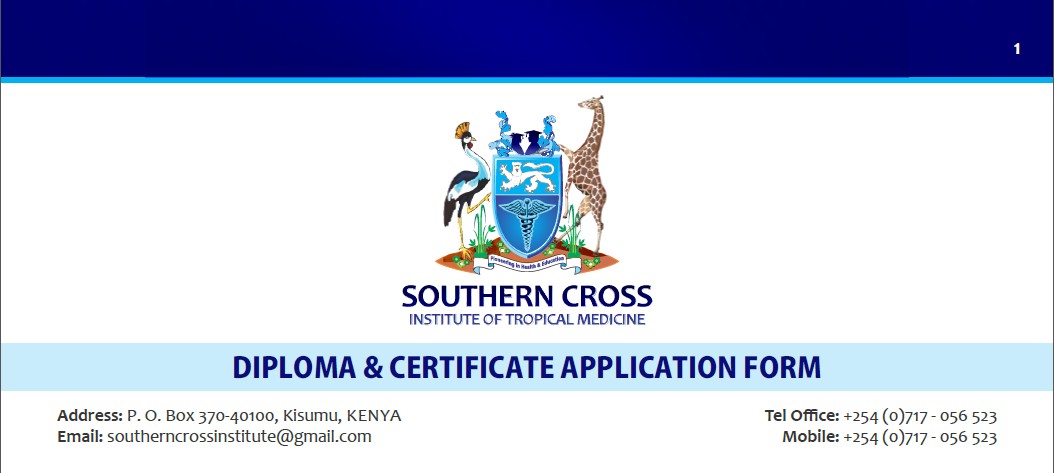 1
Pioneering in Health & Education
SOUTHERN CROSS
INSTITUTE OF TROPICAL MEDICINE
DIPLOMA & CERTIFICATE APPLICATION FORM
Address: P. O. Box 370-40100, Kisumu, KENYA
Email: southerncrossinstitute@gmail.com
Tel Office: +254 (0)717 - 056 523
Mobile: +254 (0)717 - 056 523